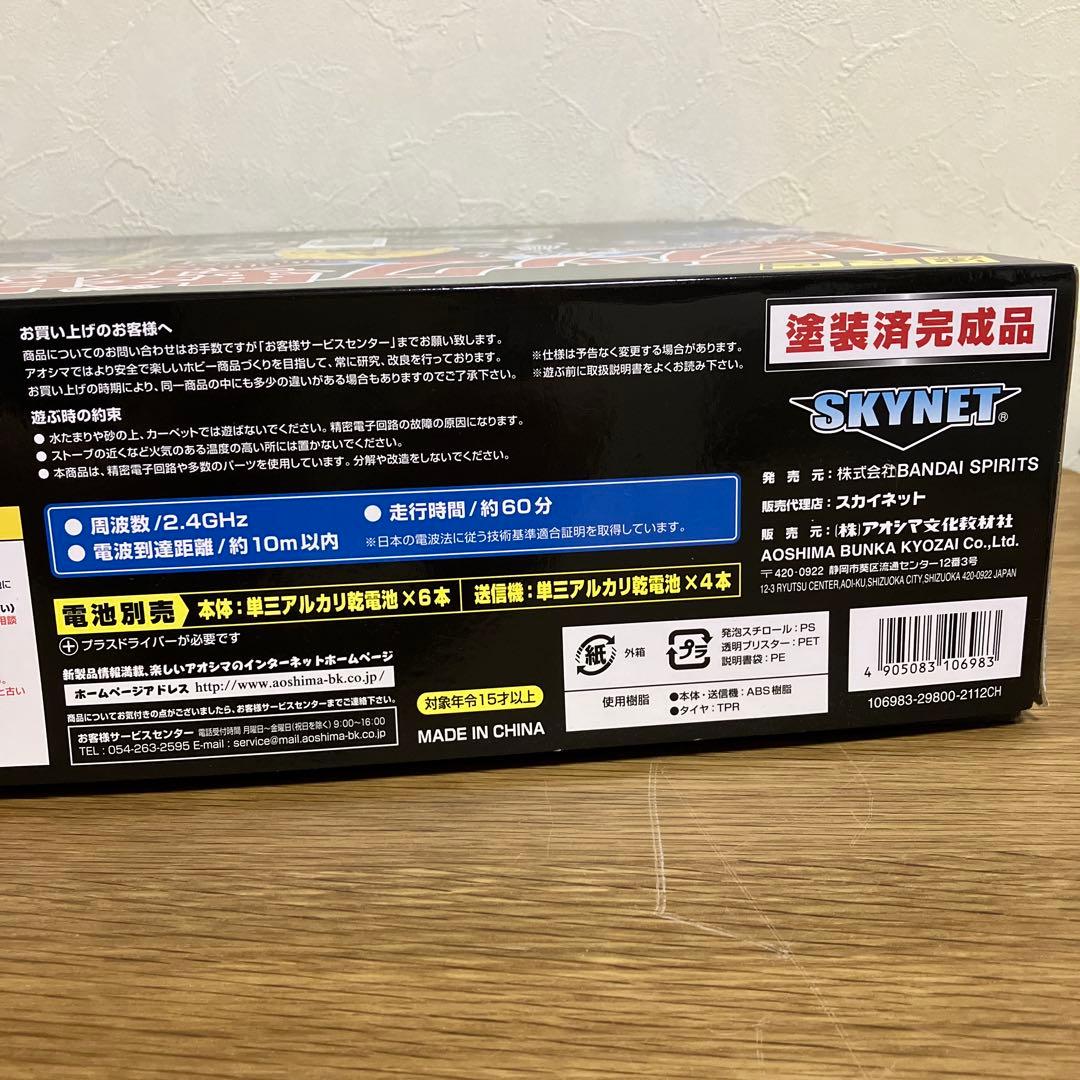 お買い上げのお客様へ
商品についてのお問い合わせはお手数ですが「お客様サービスセンター」までお願い致します。
アオシマではより安全で楽しいホビー商品づくりを目指して、常に研究、改良を行っております。
お買い上げの時期により、同一商品の中にも多少の違いがある場合もありますのでご了承下さい。
※仕様は予告なく変更する場合があります。
※遊ぶ前に取扱説明書をよくお読み下さい。
遊ぶ時の約束
● 水たまりや砂の上、カーペットでは遊ばないでください。精密電子回路の故障の原因になります。
● ストーブの近くなど火気のある温度の高い所には置かないでください。
● 本商品は、精密電子回路や多数のパーツを使用しています。分解や改造をしないでください。
● 周波数/2.4GHz
● 走行時間/約60分
● 電波到達距離/約10m以内
※日本の電波法に従う技術基準適合証明を取得しています。
電池別売
本体:単三アルカリ乾電池×6本
送信機:単三アルカリ乾電池×4本
プラスドライバーが必要です
新製品情報満載、楽しいアオシマのインターネットホームページ
ホームページアドレス http://www.aoshima-bk.co.jp/
商品についてお気付きの点がございましたら、お客様サービスセンターまでご連絡下さい。
お客様サービスセンター 電話受付時間 月曜日~金曜日(祝日を除く) 9:00~16:00
TEL : 054-263-2595 E-mail : service@mail.aoshima-bk.co.jp
対象年令15才以上
MADE IN CHINA
塗装済完成品
SKYNET®
発売元:株式会社BANDAI SPIRITS
販売代理店:スカイネット
販売元:(株)アオシマ文化教材社
AOSHIMA BUNKA KYOZAI Co.,Ltd.
〒420-0922 静岡市葵区流通センター12番3号
12-3 RYUTSU CENTER,AOI-KU,SHIZUOKA CITY,SHIZUOKA 420-0922 JAPAN
紙
外箱
プラ
発泡スチロール:PS
透明ブリスター:PET
説明書袋:PE
使用樹脂
●本体・送信機:ABS樹脂
●タイヤ:TPR
4 905083 106983
106983-29800-2112CH
に
い)
相談
。
と古い